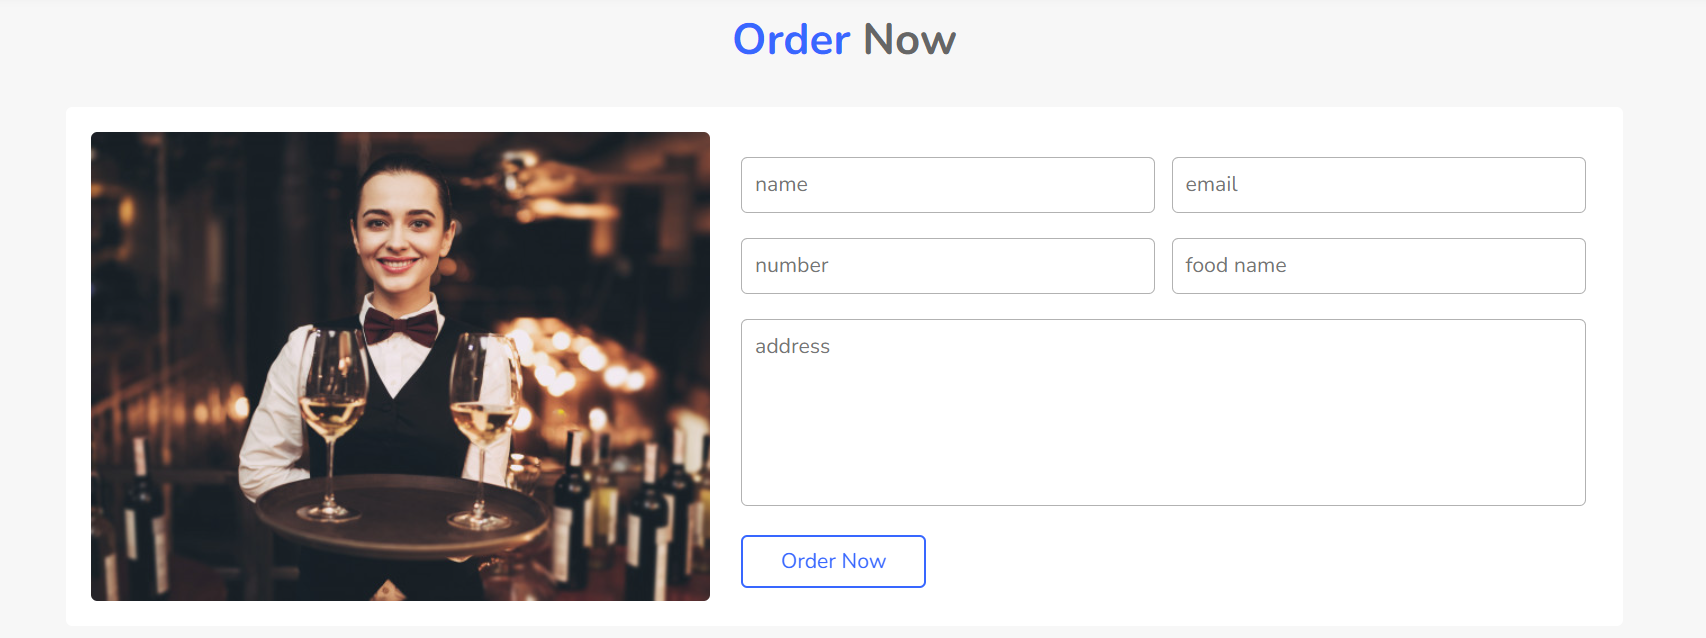 Order Now
name
email
number
food name
address
Order Now